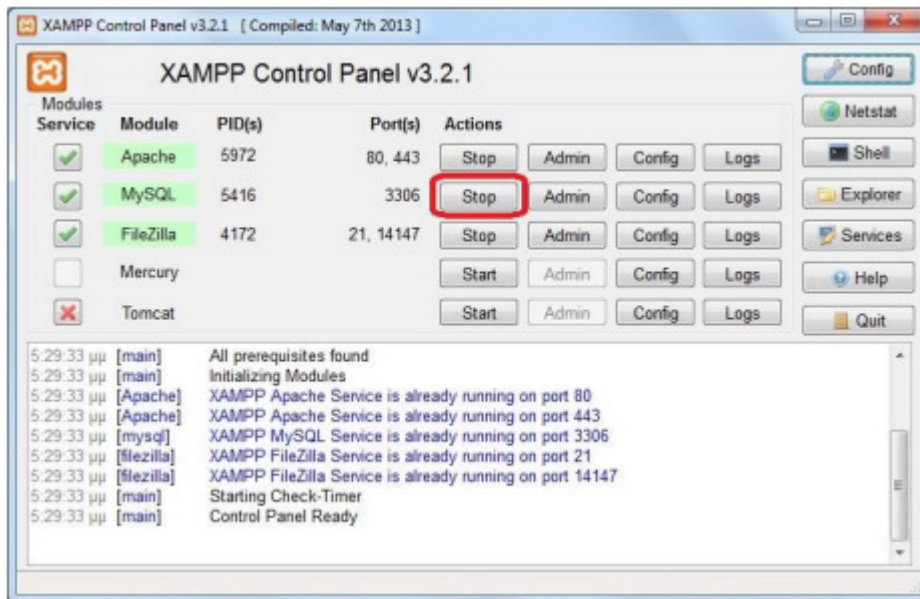 XAMPP Control Panel v3.2.1 [ Compiled: May 7th 2013 ]
XAMPP Control Panel v3.2.1
Config
Modules
Service Module PID(s) Port(s) Actions
Netstat
Apache 5972 80, 443 Stop Admin Config Logs
Shell
MySQL 5416 3306 Stop Admin Config Logs
Explorer
FileZilla 4172 21, 14147 Stop Admin Config Logs
Services
Mercury Start Admin Config Logs
Help
Tomcat Start Admin Config Logs
Quit
5:29:33 μμ [main] All prerequisites found
5:29:33 μμ [main] Initializing Modules
5:29:33 μμ [Apache] XAMPP Apache Service is already running on port 80
5:29:33 μμ [Apache] XAMPP Apache Service is already running on port 443
5:29:33 μμ [mysql] XAMPP MySQL Service is already running on port 3306
5:29:33 μμ [filezilla] XAMPP FileZilla Service is already running on port 21
5:29:33 μμ [filezilla] XAMPP FileZilla Service is already running on port 14147
5:29:33 μμ [main] Starting Check-Timer
5:29:33 μμ [main] Control Panel Ready